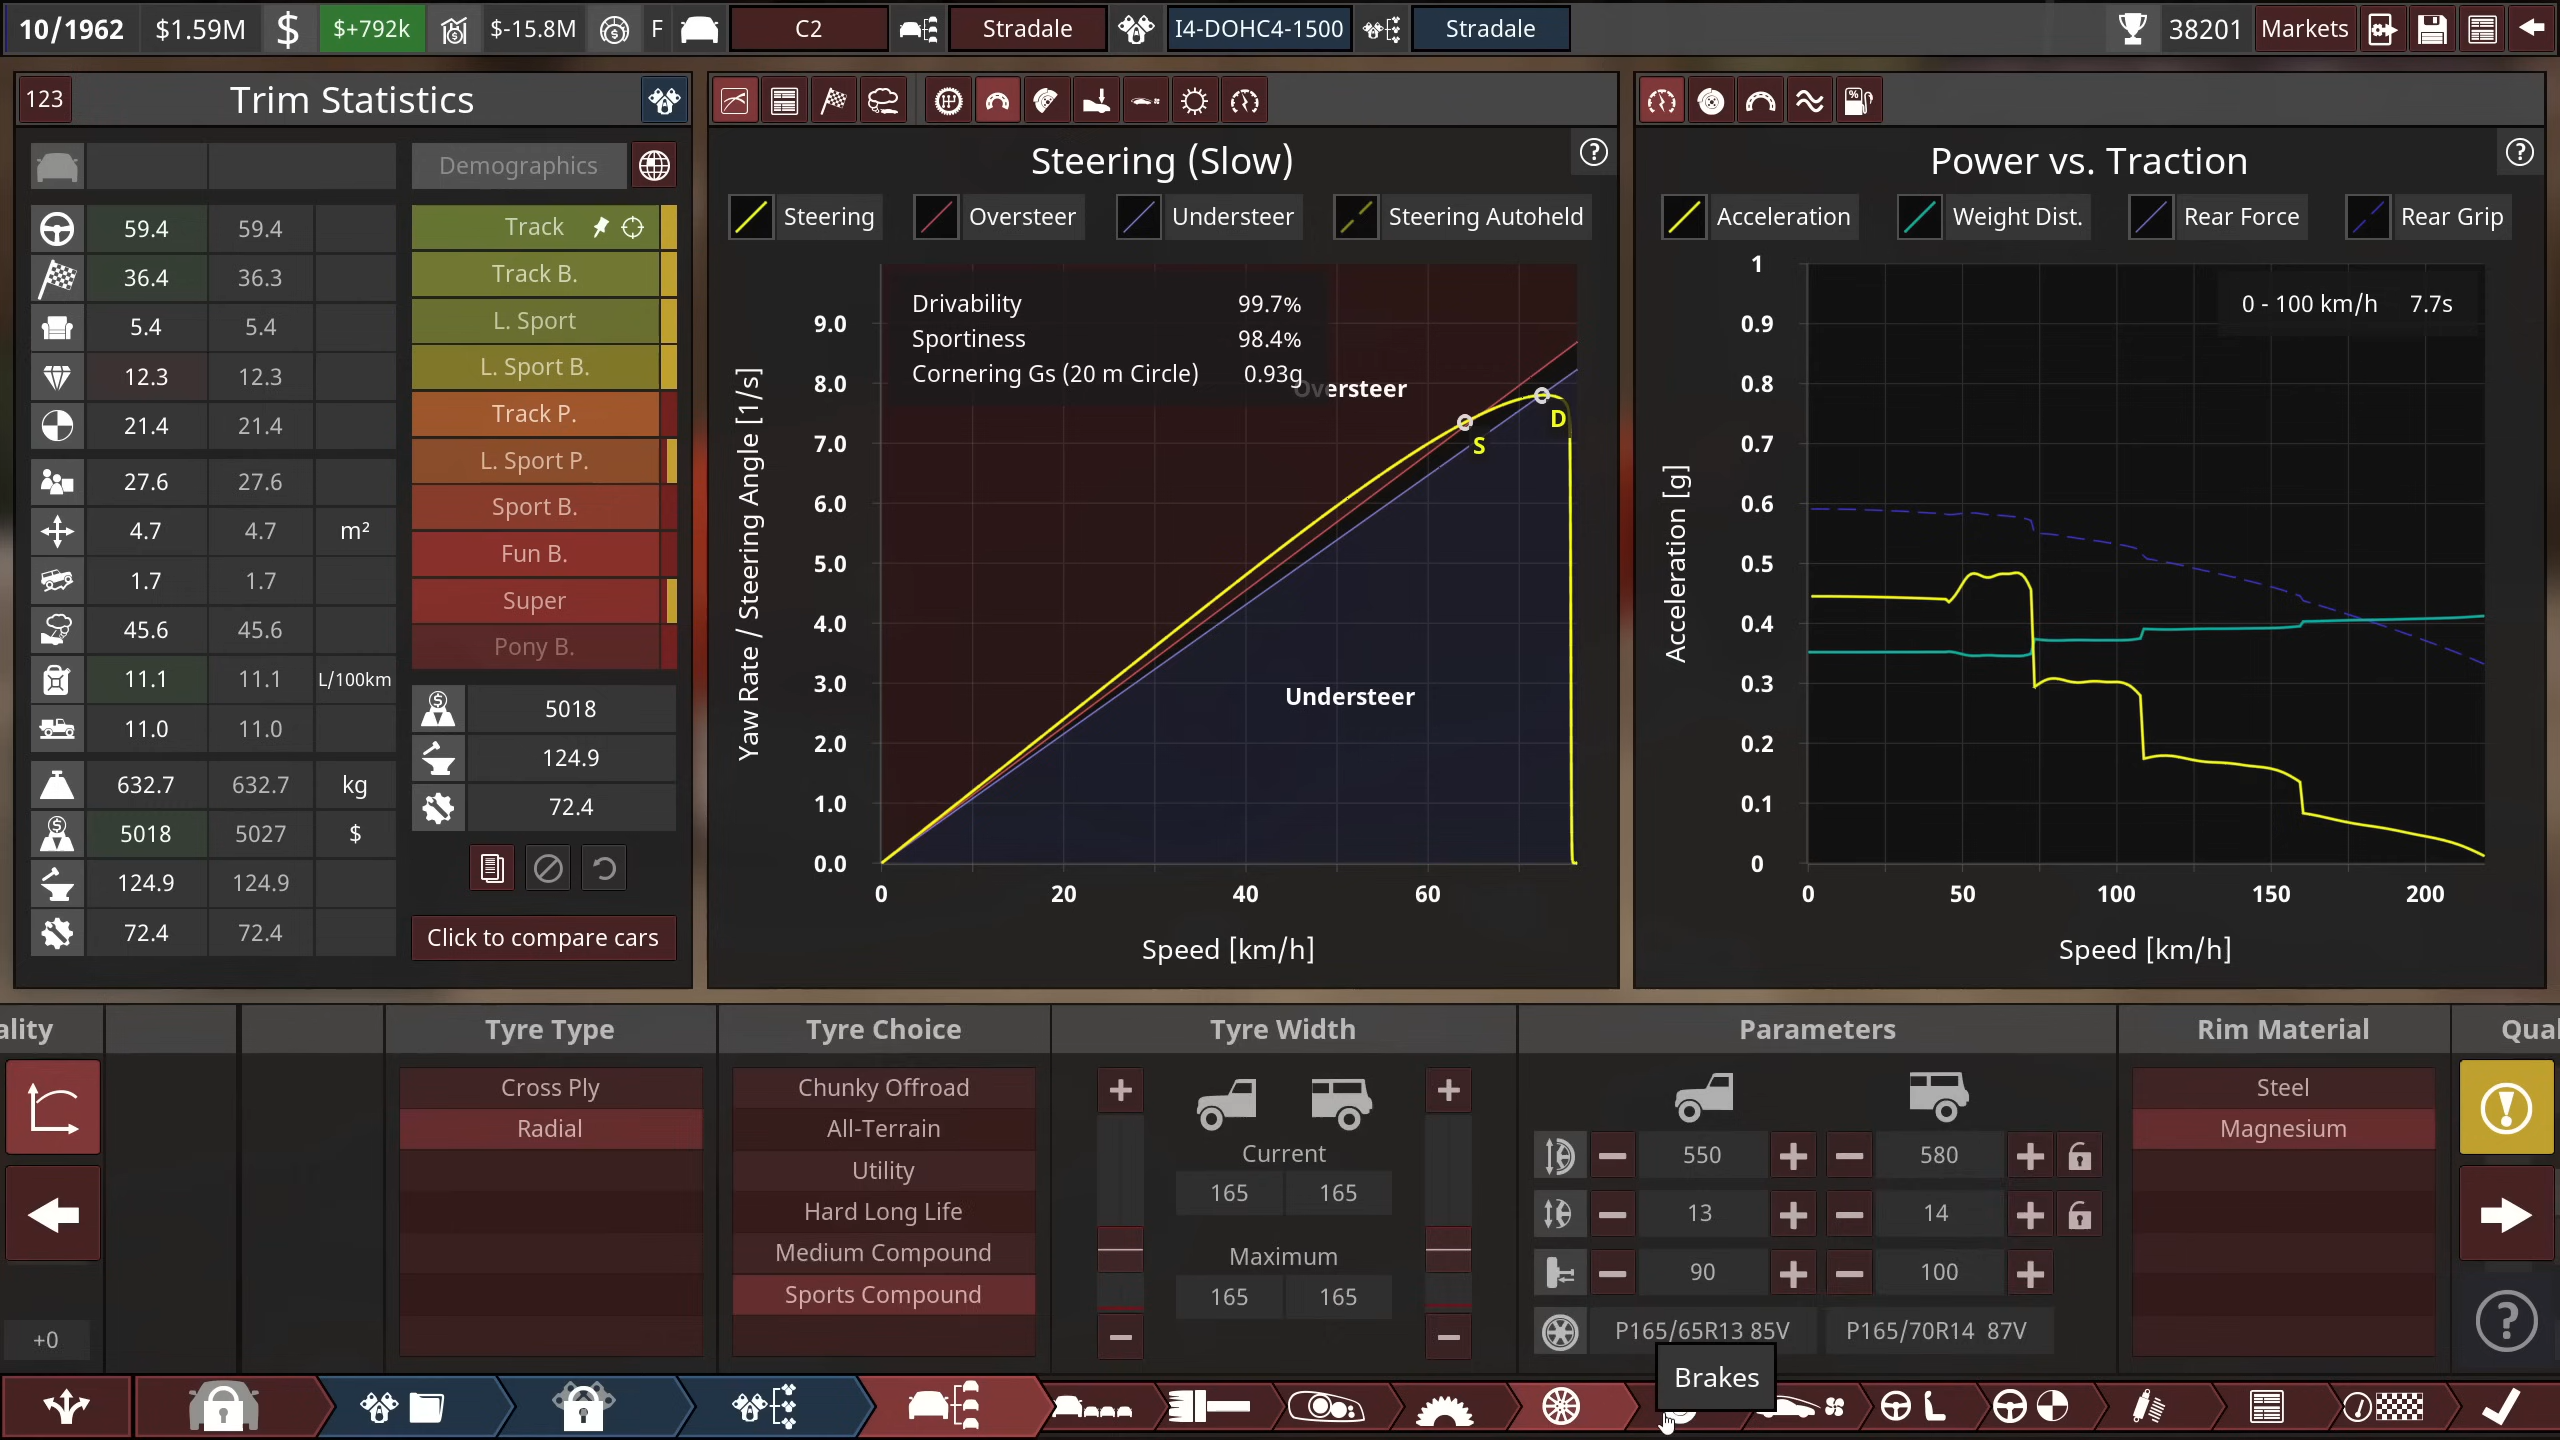 10/1962 $1.59M $+792k $-15.8M F C2 Stradale I4-DOHC4-1500 Stradale 38201 Markets
123 Trim Statistics
Demographics
59.4 59.4
36.4 36.3
5.4 5.4
12.3 12.3
21.4 21.4
27.6 27.6
4.7 4.7 m²
1.7 1.7
45.6 45.6
11.1 11.1 L/100km
11.0 11.0
632.7 632.7 kg
5018 5027 $
124.9 124.9
72.4 72.4
Track
Track B.
L. Sport
L. Sport B.
Track P.
L. Sport P.
Sport B.
Fun B.
Super
Pony B.
5018
124.9
72.4
Click to compare cars
Steering (Slow)
Steering Oversteer Understeer Steering Autoheld
Drivability 99.7%
Sportiness 98.4%
Cornering Gs (20 m Circle) 0.93g
Oversteer
Understeer
S
D
Yaw Rate / Steering Angle [1/s]
9.0
8.0
7.0
6.0
5.0
4.0
3.0
2.0
1.0
0.0
0 20 40 60
Speed [km/h]
Power vs. Traction
Acceleration Weight Dist. Rear Force Rear Grip
0 - 100 km/h 7.7s
Acceleration [g]
1
0.9
0.8
0.7
0.6
0.5
0.4
0.3
0.2
0.1
0
0 50 100 150 200
Speed [km/h]
ality
+0
Tyre Type
Cross Ply
Radial
Tyre Choice
Chunky Offroad
All-Terrain
Utility
Hard Long Life
Medium Compound
Sports Compound
Tyre Width
Current
165 165
Maximum
165 165
Parameters
550 580
13 14
90 100
P165/65R13 85V P165/70R14 87V
Rim Material
Steel
Magnesium
Qual
Brakes